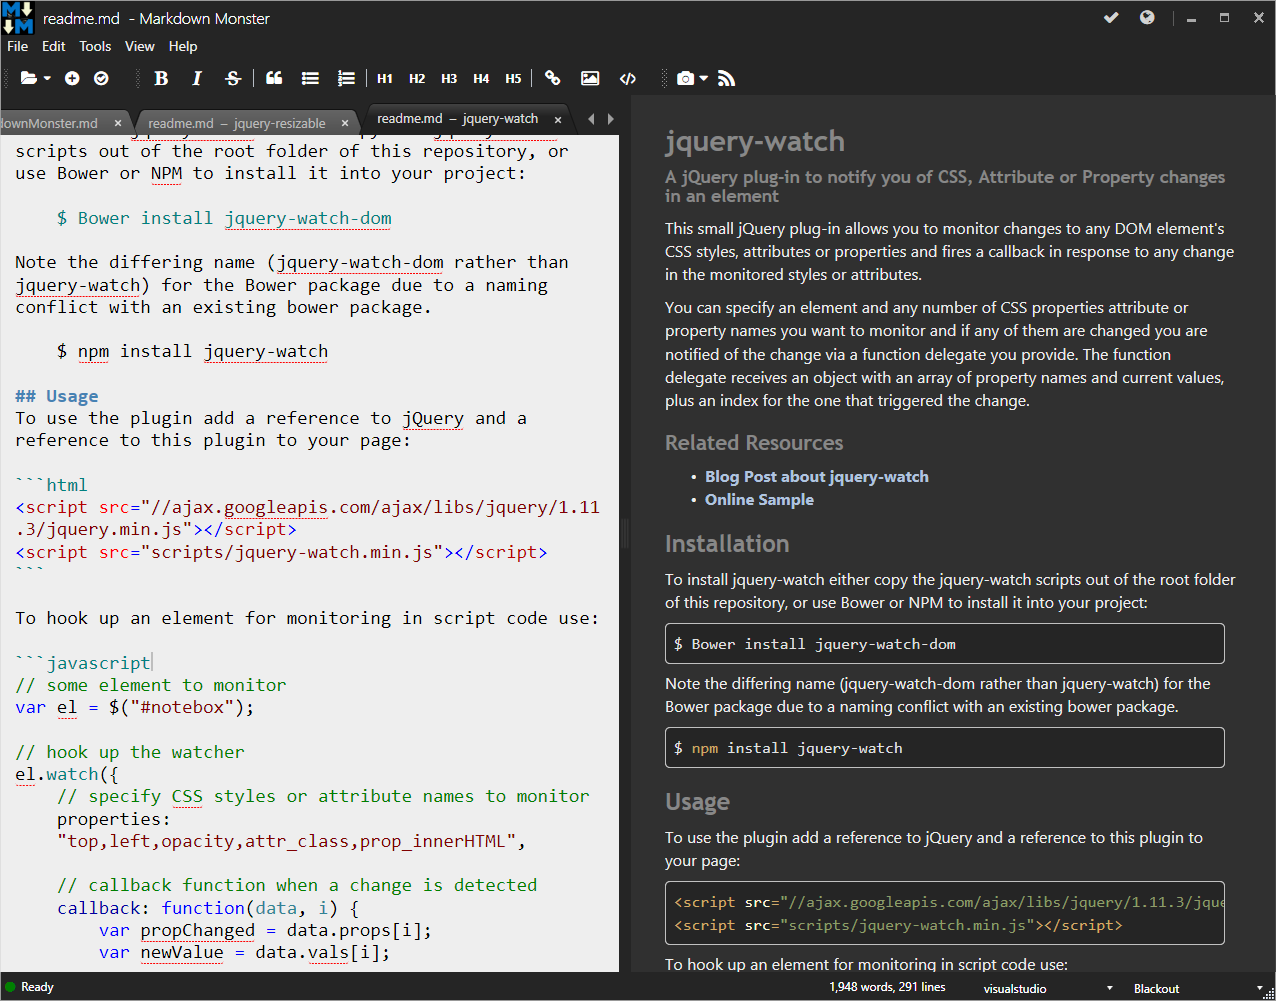 readme.md - Markdown Monster
File Edit Tools View Help
B I S H1 H2 H3 H4 H5 </>
downMonster.md × readme.md – jquery-resizable × readme.md – jquery-watch ×
scripts out of the root folder of this repository, or
use Bower or NPM to install it into your project:
$ Bower install jquery-watch-dom
Note the differing name (jquery-watch-dom rather than
jquery-watch) for the Bower package due to a naming
conflict with an existing bower package.
$ npm install jquery-watch
## Usage
To use the plugin add a reference to jQuery and a
reference to this plugin to your page:
```html
<script src="//ajax.googleapis.com/ajax/libs/jquery/1.11
.3/jquery.min.js"></script>
<script src="scripts/jquery-watch.min.js"></script>
```
To hook up an element for monitoring in script code use:
```javascript
// some element to monitor
var el = $("#notebox");
// hook up the watcher
el.watch({
// specify CSS styles or attribute names to monitor
properties:
"top,left,opacity,attr_class,prop_innerHTML",
// callback function when a change is detected
callback: function(data, i) {
var propChanged = data.props[i];
var newValue = data.vals[i];
jquery-watch
A jQuery plug-in to notify you of CSS, Attribute or Property changes
in an element
This small jQuery plug-in allows you to monitor changes to any DOM element's
CSS styles, attributes or properties and fires a callback in response to any change
in the monitored styles or attributes.
You can specify an element and any number of CSS properties attribute or
property names you want to monitor and if any of them are changed you are
notified of the change via a function delegate you provide. The function
delegate receives an object with an array of property names and current values,
plus an index for the one that triggered the change.
Related Resources
• Blog Post about jquery-watch
• Online Sample
Installation
To install jquery-watch either copy the jquery-watch scripts out of the root folder
of this repository, or use Bower or NPM to install it into your project:
$ Bower install jquery-watch-dom
Note the differing name (jquery-watch-dom rather than jquery-watch) for the
Bower package due to a naming conflict with an existing bower package.
$ npm install jquery-watch
Usage
To use the plugin add a reference to jQuery and a reference to this plugin to
your page:
<script src="//ajax.googleapis.com/ajax/libs/jquery/1.11.3/jque
<script src="scripts/jquery-watch.min.js"></script>
To hook up an element for monitoring in script code use:
Ready 1,948 words, 291 lines visualstudio Blackout